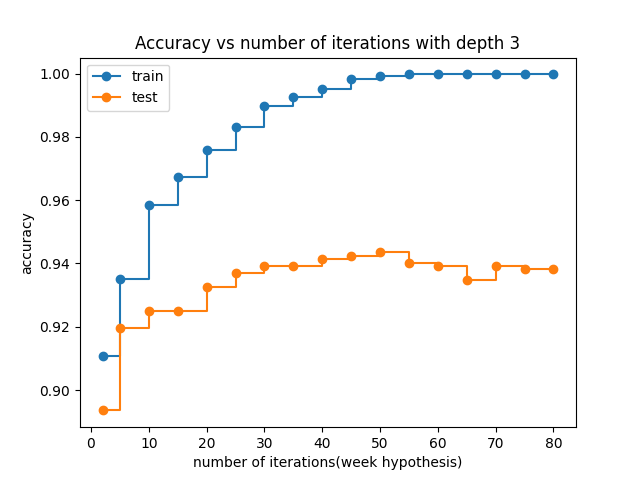 Accuracy vs number of iterations with depth 3
train
test
1.00
0.98
0.96
0.94
0.92
0.90
accuracy
0 10 20 30 40 50 60 70 80
number of iterations(week hypothesis)